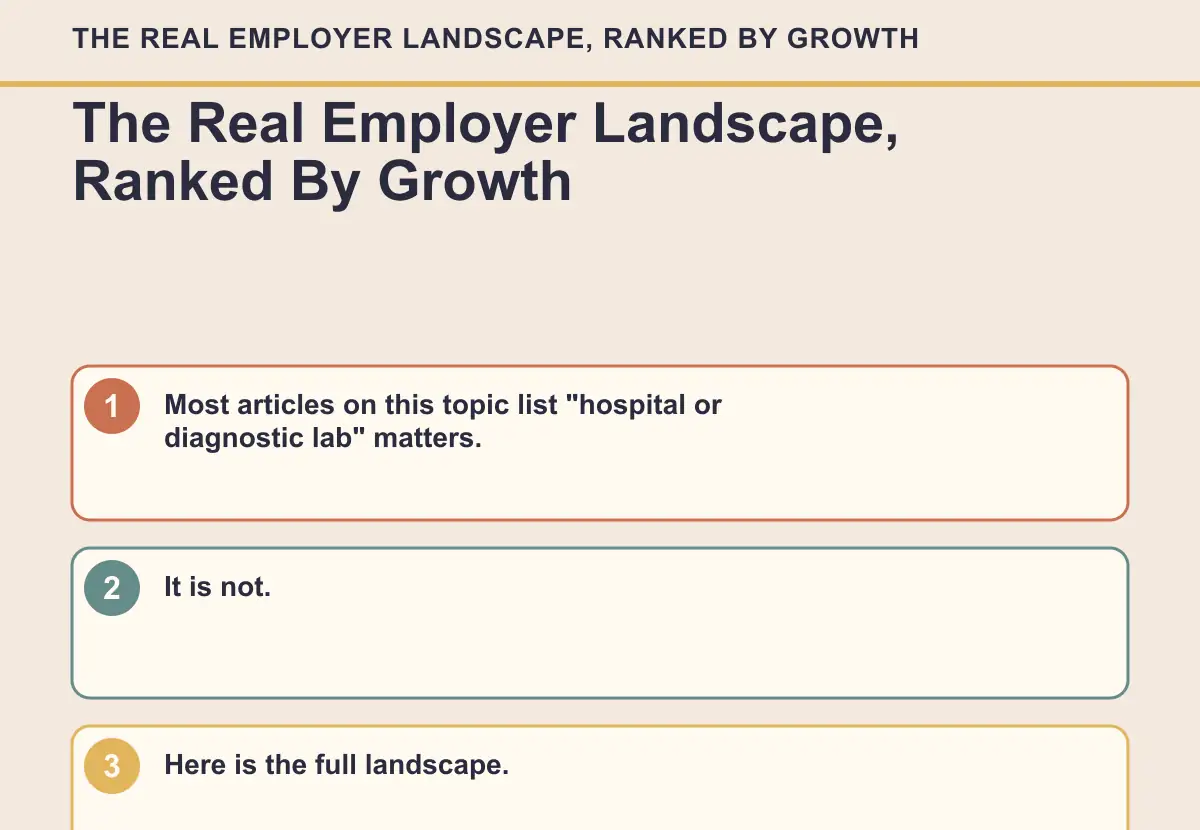 THE REAL EMPLOYER LANDSCAPE, RANKED BY GROWTH
The Real Employer Landscape,
Ranked By Growth
1
Most articles on this topic list "hospital or
diagnostic lab" matters.
2
It is not.
3
Here is the full landscape.